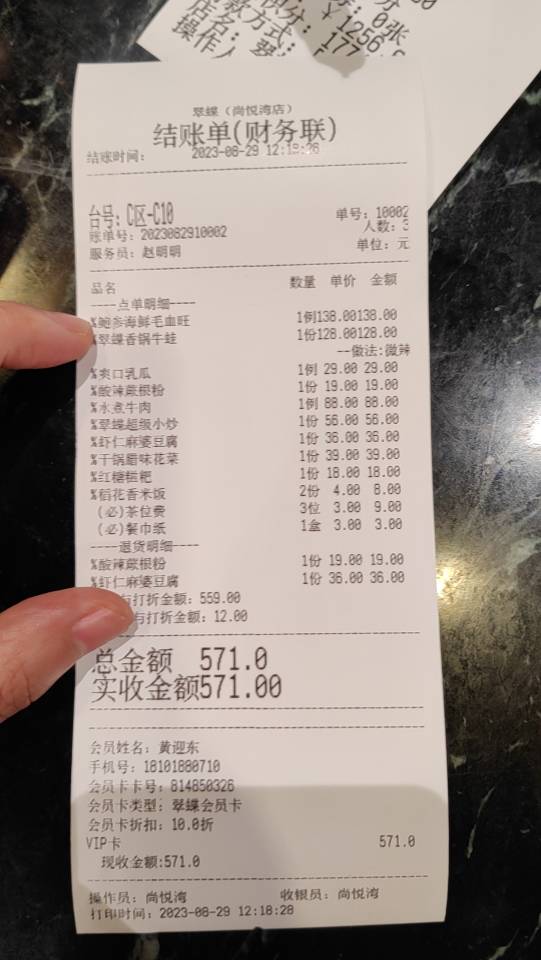 0张
￥1256.
177
店名：翠
操作人
翠蝶（尚悦湾店）
结账单(财务联)
结账时间： 2023-08-29 12:18:26
台号：C区-C10 单号：10002
账单号：2023082910002 人数：3
服务员：赵明明 单位：元
品名 数量 单价 金额
----点单明细----
%鲍参海鲜毛血旺 1例138.00138.00
%翠蝶香锅牛蛙 1份128.00128.00
--做法：微辣
%爽口乳瓜 1例 29.00 29.00
%酸辣蕨根粉 1份 19.00 19.00
%水煮牛肉 1例 88.00 88.00
%翠蝶超级小炒 1份 56.00 56.00
%虾仁麻婆豆腐 1份 36.00 36.00
%干锅腊味花菜 1份 39.00 39.00
%红糖糍粑 1份 18.00 18.00
%稻花香米饭 2份 4.00 8.00
(必)茶位费 3位 3.00 9.00
(必)餐巾纸 1盒 3.00 3.00
----退货明细----
%酸辣蕨根粉 1份 19.00 19.00
%虾仁麻婆豆腐 1份 36.00 36.00
与打折金额：559.00
与打折金额：12.00
总金额 571.0
实收金额571.00
会员姓名：黄迎东
手机号：18101880710
会员卡卡号：814850326
会员卡类型：翠蝶会员卡
会员卡折扣：10.0折
VIP卡 571.0
现收金额:571.0
操作员：尚悦湾 收银员：尚悦湾
打印时间：2023-08-29 12:18:28